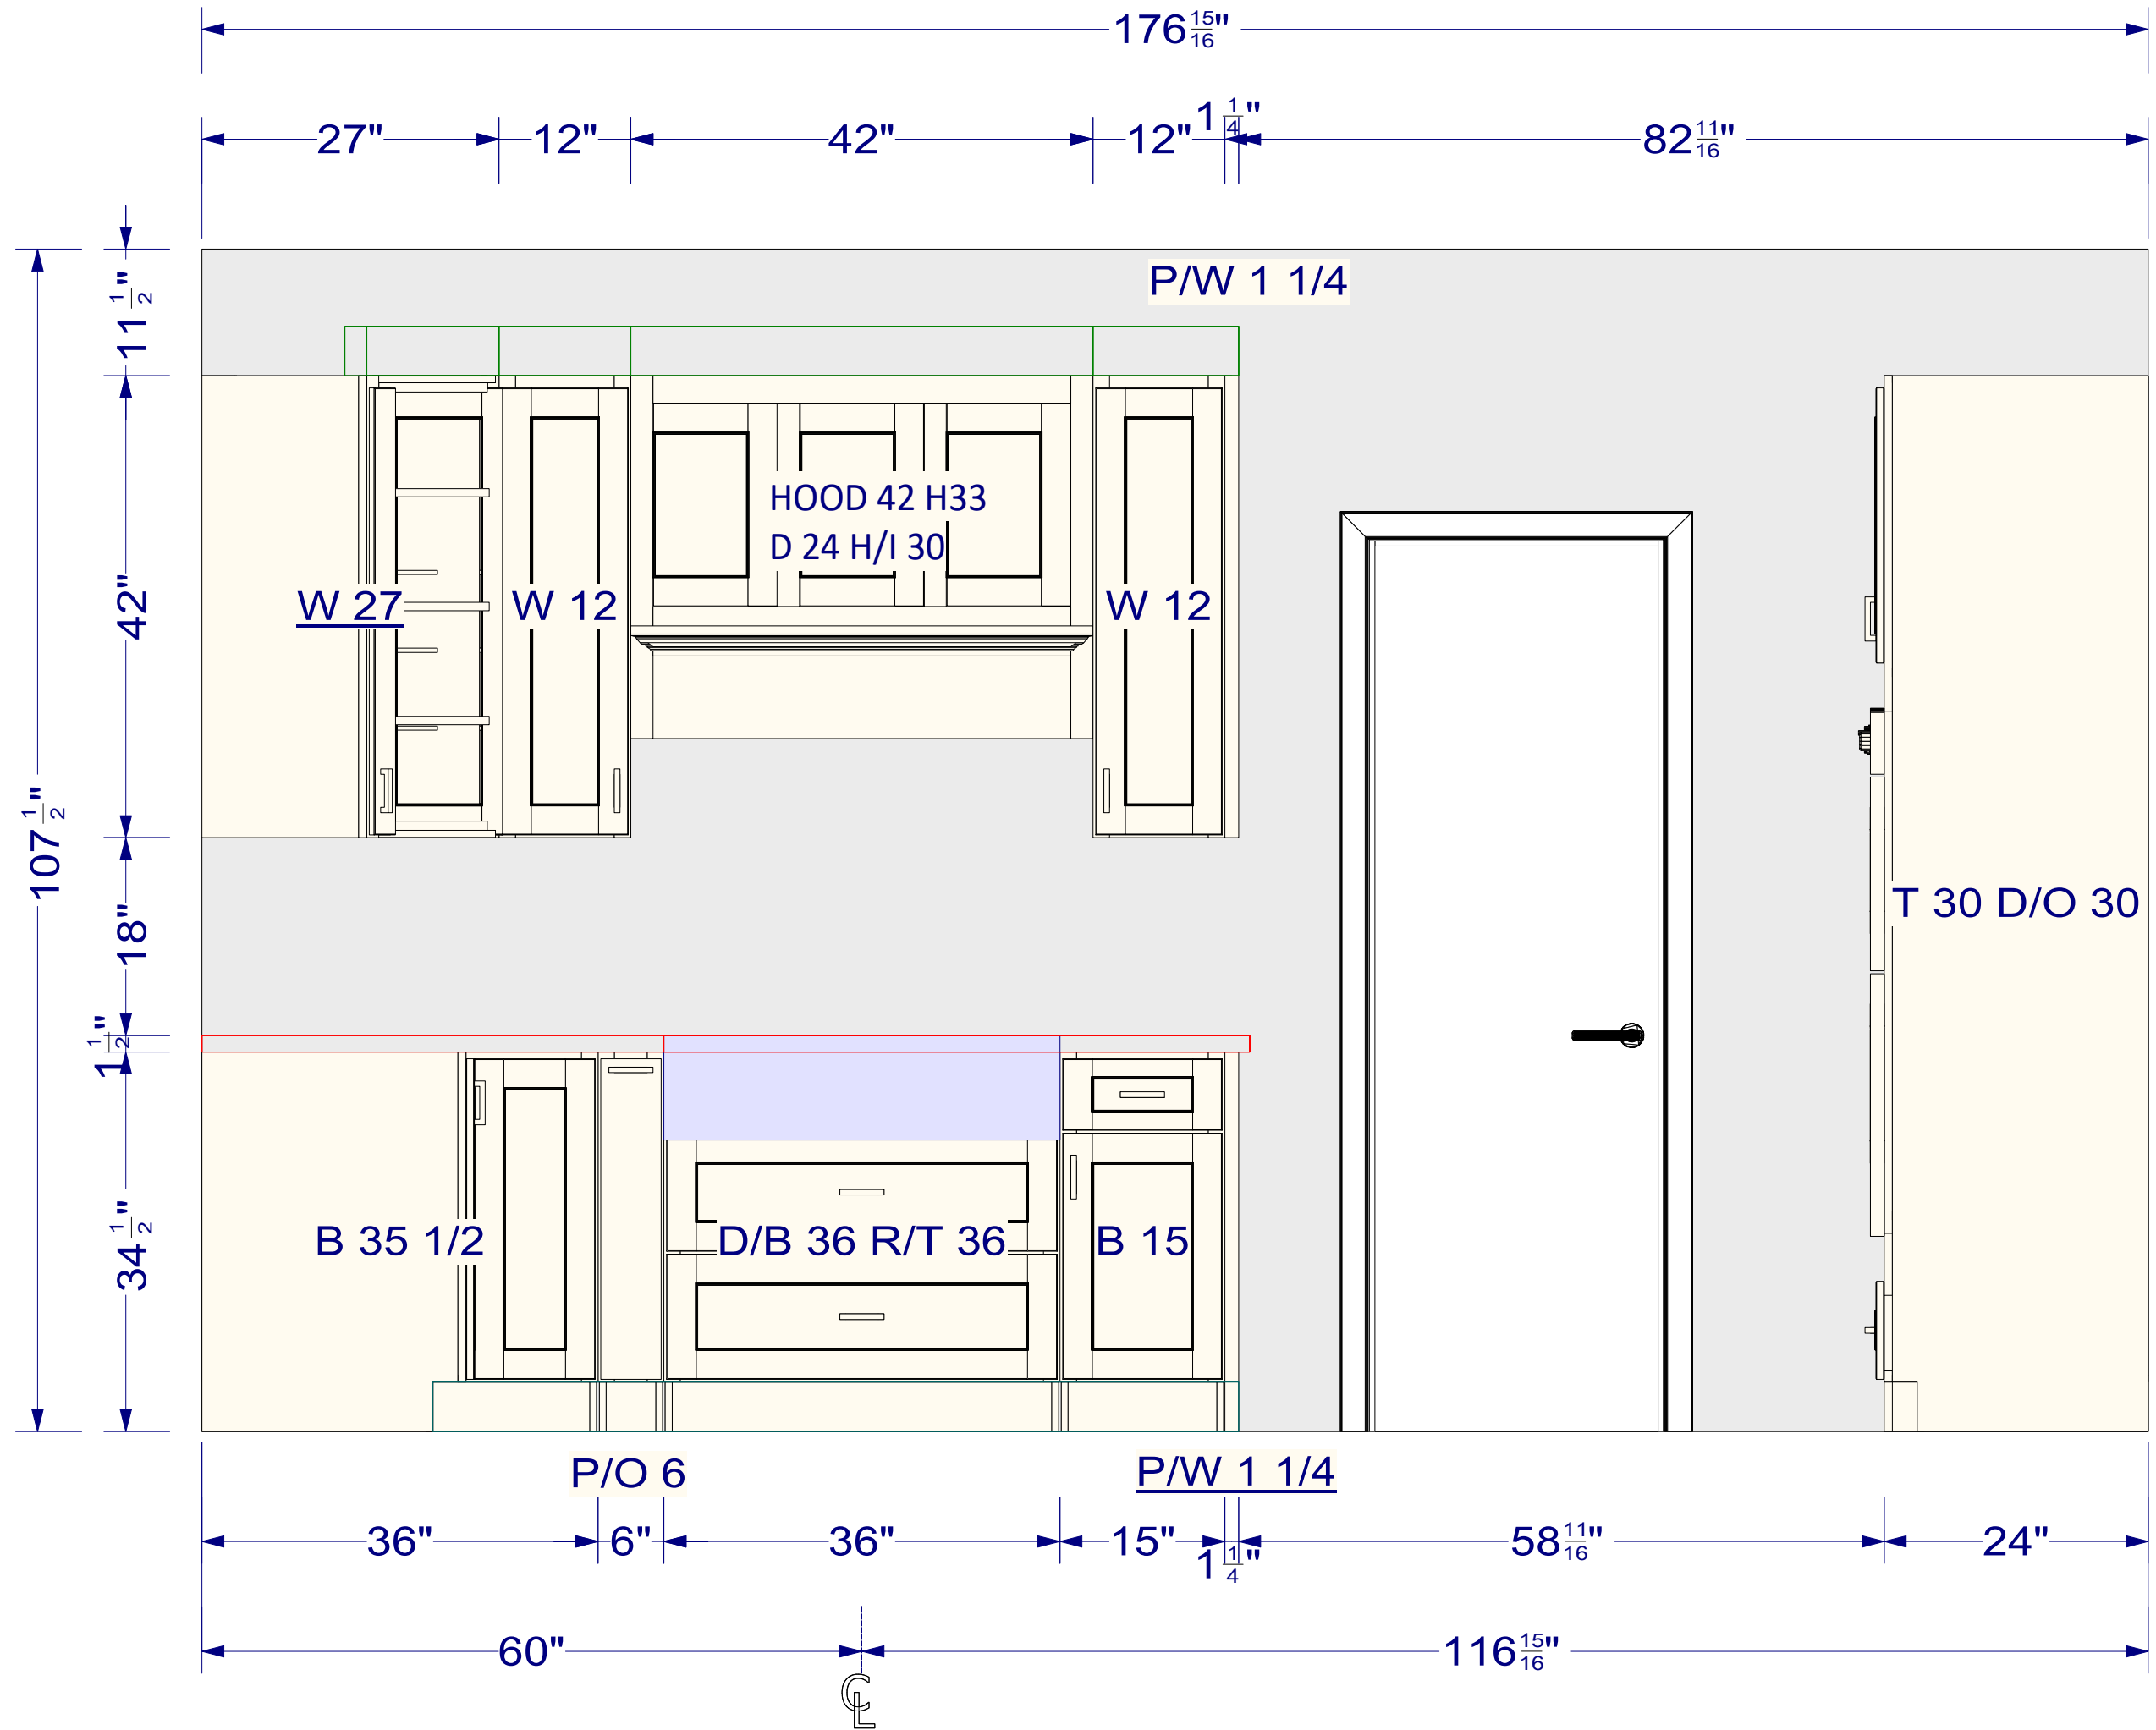 176 15/16"
27" 12" 42" 12" 1 1/4" 82 11/16"
P/W 1 1/4
11 1/2"
HOOD 42 H33
D 24 H/I 30
42"
W 27 W 12 W 12
107 1/2"
T 30 D/O 30
18"
1 1/2"
34 1/2"
B 35 1/2 D/B 36 R/T 36 B 15
P/O 6 P/W 1 1/4
36" 6" 36" 15" 1 1/4" 58 11/16" 24"
60" 116 15/16"
CL